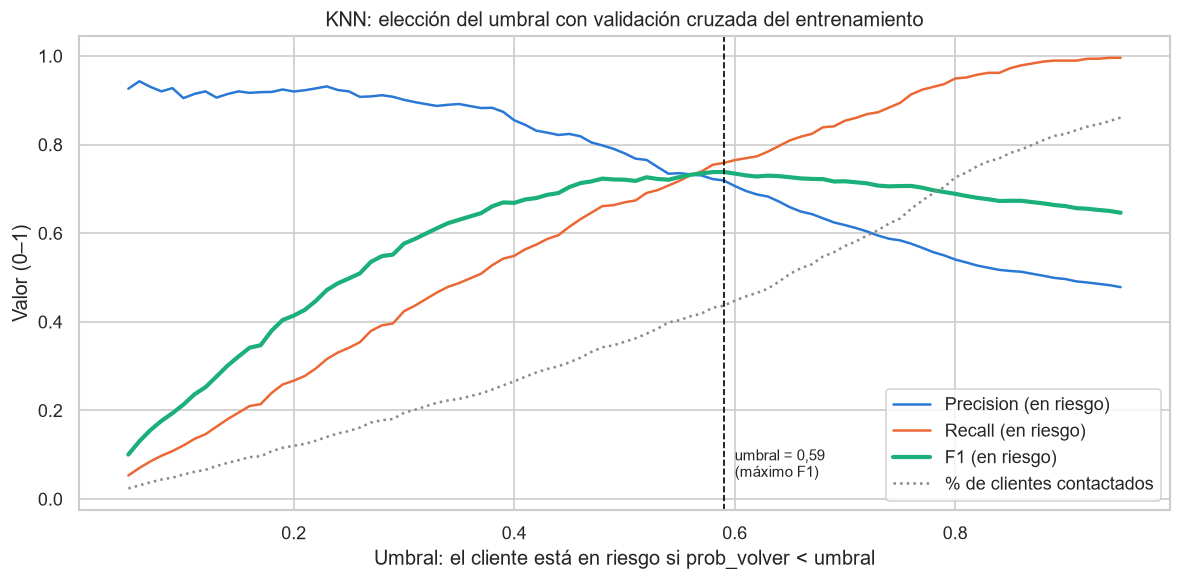 KNN: elección del umbral con validación cruzada del entrenamiento
1.0
0.8
0.6
0.4
0.2
0.0
Valor (0–1)
umbral = 0,59
(máximo F1)
Precision (en riesgo)
Recall (en riesgo)
F1 (en riesgo)
% de clientes contactados
0.2
0.4
0.6
0.8
Umbral: el cliente está en riesgo si prob_volver < umbral